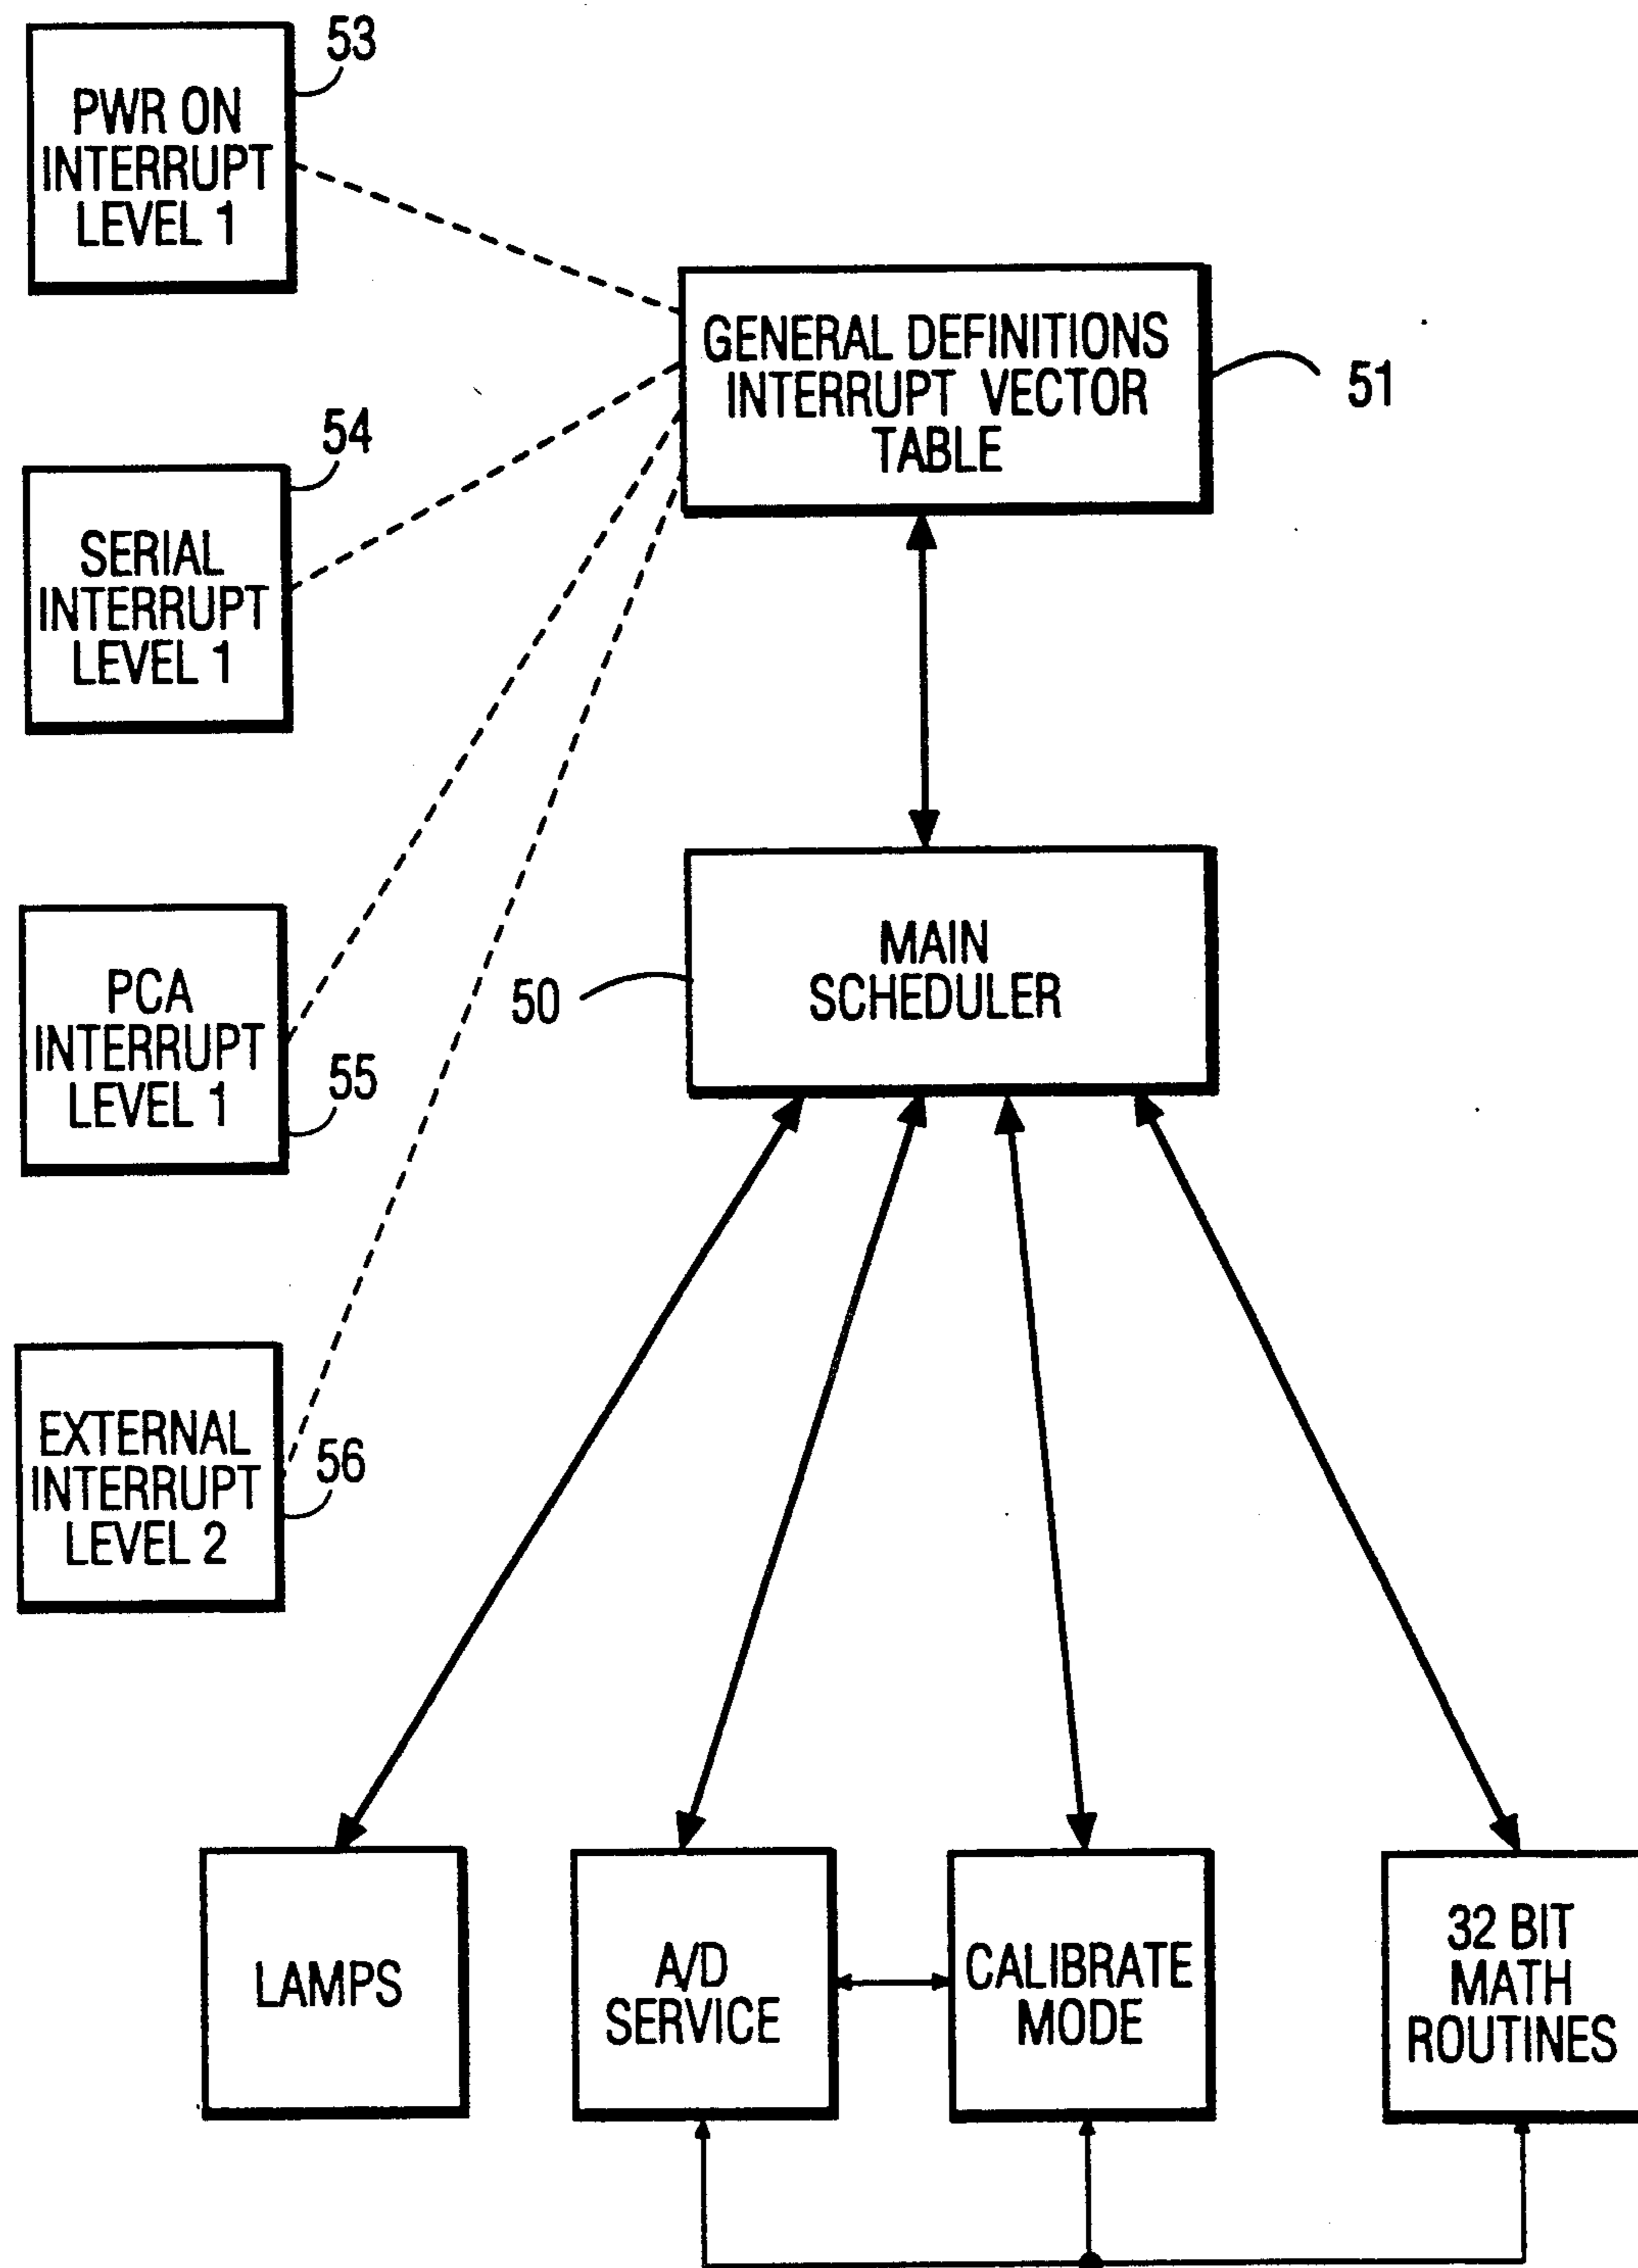 53
PWR ON
INTERRUPT
LEVEL 1
GENERAL DEFINITIONS
INTERRUPT VECTOR
TABLE
51
54
SERIAL
INTERRUPT
LEVEL 1
MAIN
SCHEDULER
50
PCA
INTERRUPT
LEVEL 1
55
EXTERNAL
INTERRUPT
LEVEL 2
56
LAMPS
A/D
SERVICE
CALIBRATE
MODE
32 BIT
MATH
ROUTINES